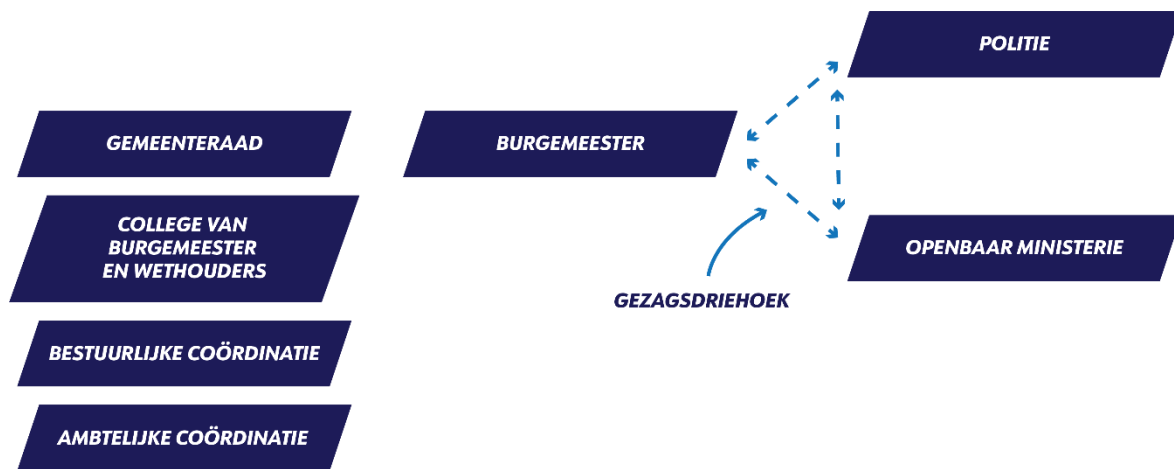 POLITIE
GEMEENTERAAD
BURGEMEESTER
COLLEGE VAN
BURGEMEESTER
EN WETHOUDERS
OPENBAAR MINISTERIE
GEZAGSDRIEHOEK
BESTUURLIJKE COÖRDINATIE
AMBTELIJKE COÖRDINATIE